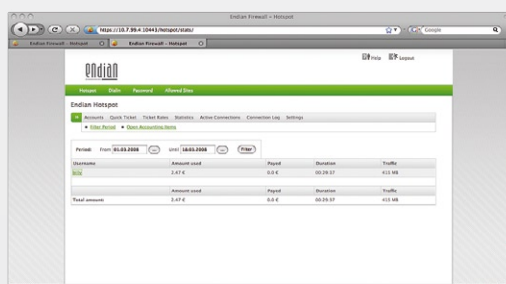 Endian Firewall - Hotspot
https://10.7.99.4:10443/hotspot/stats/
Google
Endian Firewall - Hotspot
Endian Firewall - Hotspot
endian
Help Logout
Hotspot Dialin Password Allowed Sites
Endian Hotspot
Accounts Quick Ticket Ticket Rates Statistics Active Connections Connection Log Settings
Filter Period Open Accounting Items
Period: From 01.03.2008 ... Until 18.03.2008 ... Filter
Username Amount used Payed Duration Traffic
2.47 € 0.0 € 00:29:37 415 MB
Amount used Payed Duration Traffic
Total amount: 2.47 € 0.0 € 00:29:37 415 MB